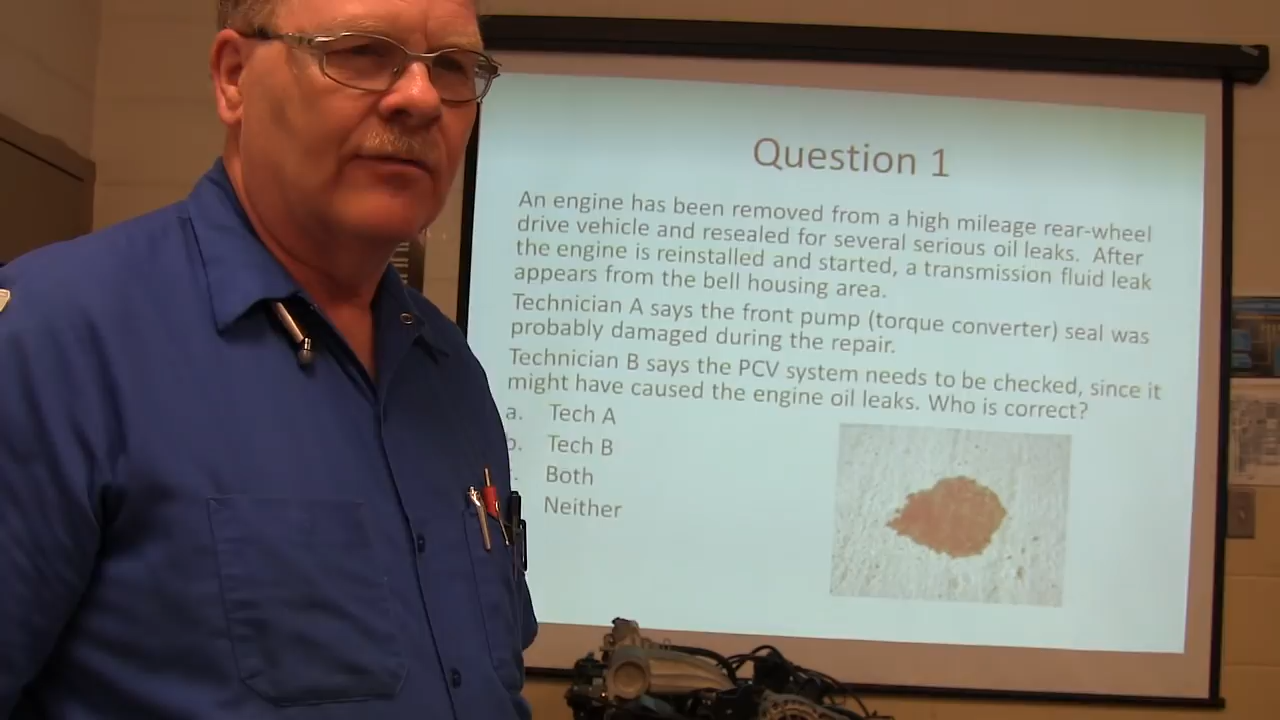 Question 1
An engine has been removed from a high mileage rear-wheel
drive vehicle and resealed for several serious oil leaks. After
the engine is reinstalled and started, a transmission fluid leak
appears from the bell housing area.
Technician A says the front pump (torque converter) seal was
probably damaged during the repair.
Technician B says the PCV system needs to be checked, since it
might have caused the engine oil leaks. Who is correct?
a. Tech A
b. Tech B
Both
Neither